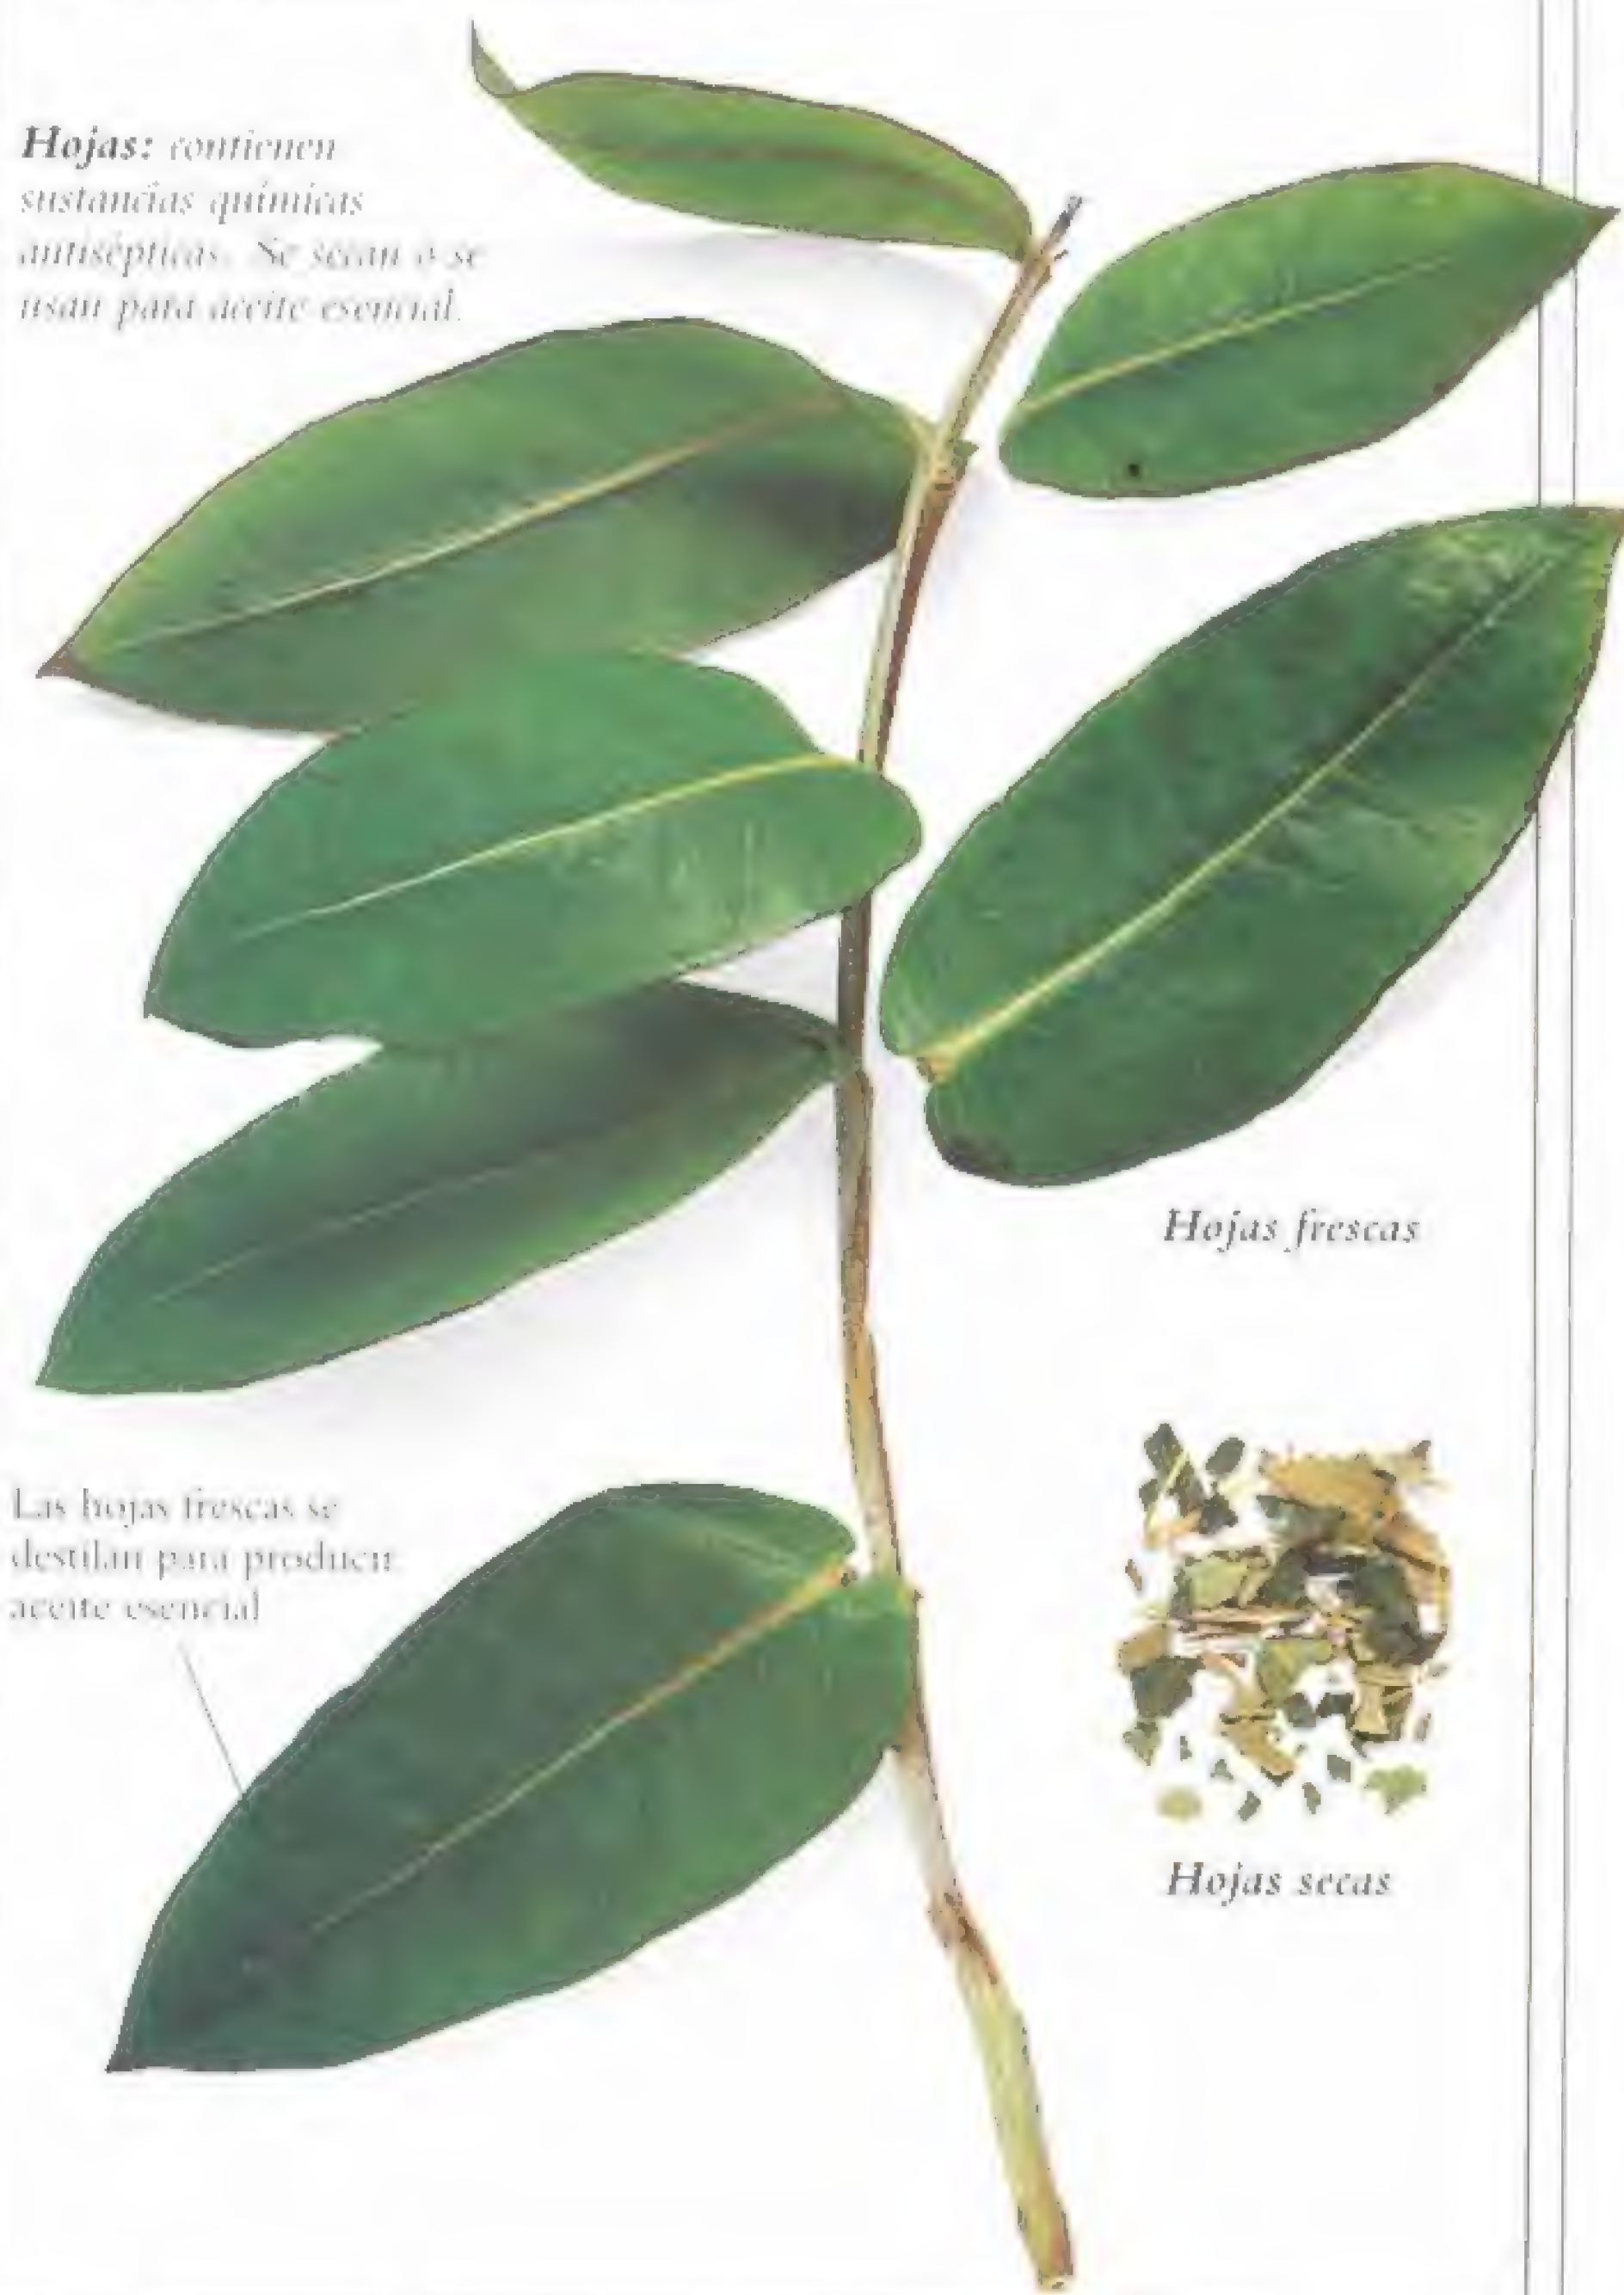 Hojas: contienen
sustancias químicas
antisépticas. Se secan o se
usan para aceite esencial.
Hojas frescas
Las hojas frescas se
destilan para producir
aceite esencial
Hojas secas